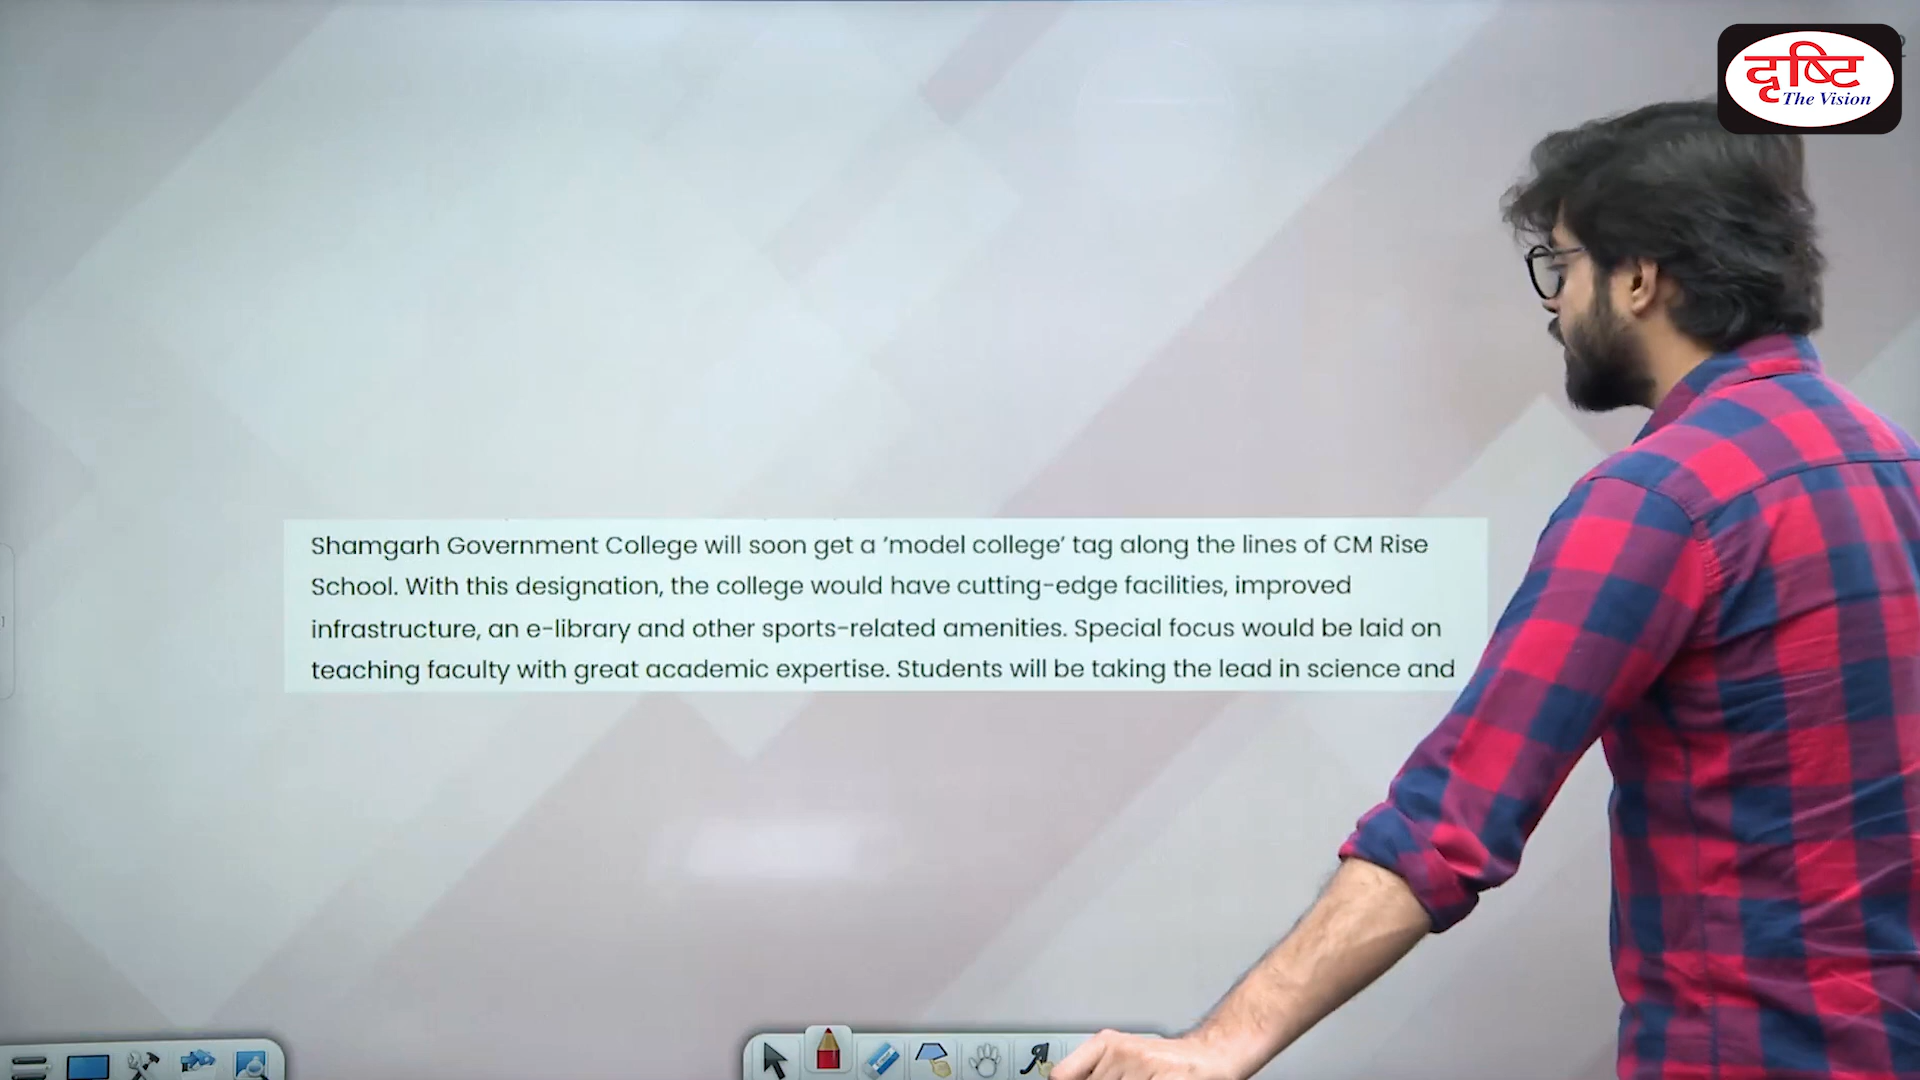 दृष्टि
The Vision
Shamgarh Government College will soon get a ‘model college’ tag along the lines of CM Rise
School. With this designation, the college would have cutting-edge facilities, improved
infrastructure, an e-library and other sports-related amenities. Special focus would be laid on
teaching faculty with great academic expertise. Students will be taking the lead in science and